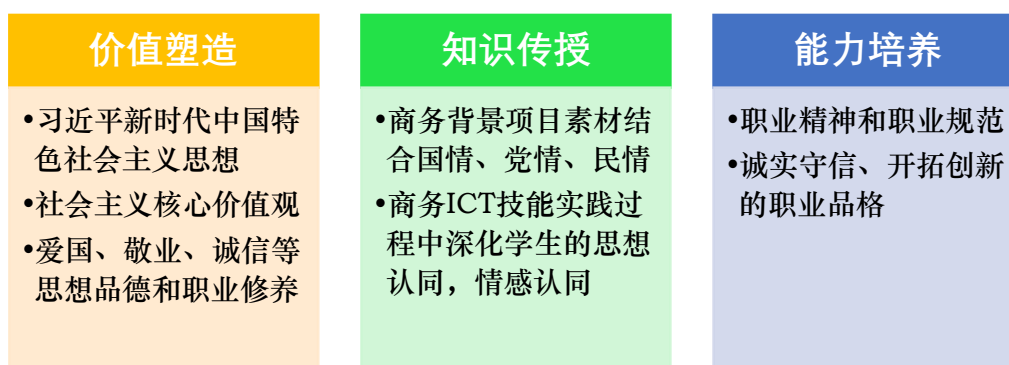 价值塑造
•习近平新时代中国特
色社会主义思想
•社会主义核心价值观
•爱国、敬业、诚信等
思想品德和职业修养
知识传授
•商务背景项目素材结
合国情、党情、民情
•商务ICT技能实践过
程中深化学生的思想
认同，情感认同
能力培养
•职业精神和职业规范
•诚实守信、开拓创新
的职业品格